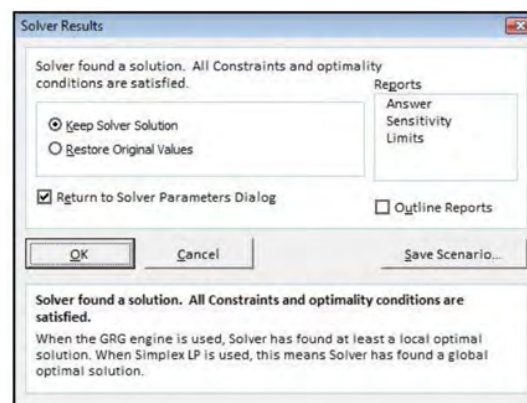 Solver Results
Solver found a solution. All Constraints and optimality
conditions are satisfied.
Reports
Answer
Sensitivity
Limits
Keep Solver Solution
Restore Original Values
Return to Solver Parameters Dialog
Outline Reports
OK
Cancel
Save Scenario...
Solver found a solution. All Constraints and optimality conditions are
satisfied.
When the GRG engine is used, Solver has found at least a local optimal
solution. When Simplex LP is used, this means Solver has found a global
optimal solution.